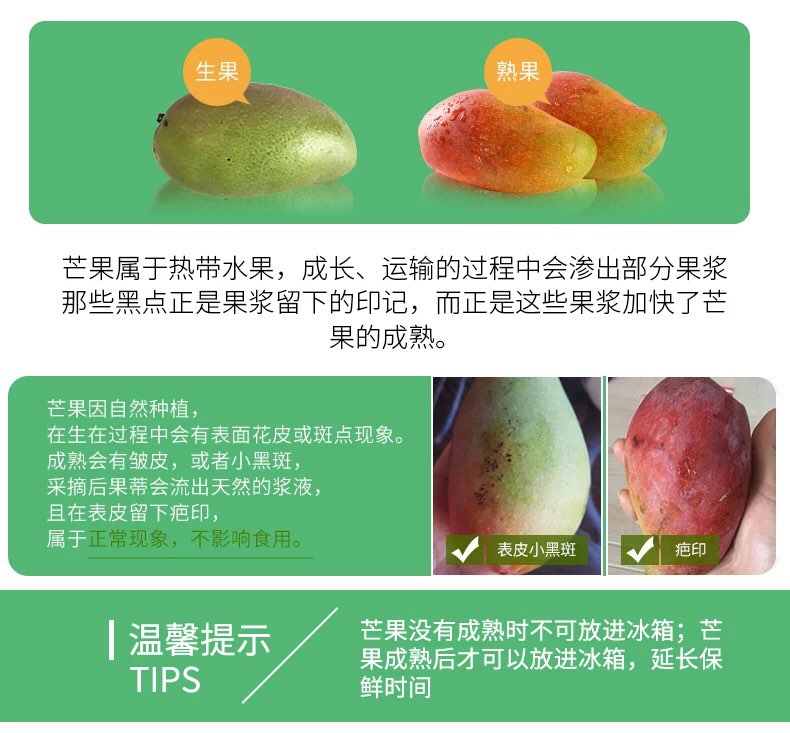 生果
熟果
芒果属于热带水果，成长、运输的过程中会渗出部分果浆
那些黑点正是果浆留下的印记，而正是这些果浆加快了芒
果的成熟。
芒果因自然种植，
在生在过程中会有表面花皮或斑点现象。
成熟会有皱皮，或者小黑斑，
采摘后果蒂会流出天然的浆液，
且在表皮留下疤印，
属于正常现象，不影响食用。
表皮小黑斑
疤印
温馨提示
TIPS
芒果没有成熟时不可放进冰箱；芒
果成熟后才可以放进冰箱，延长保
鲜时间